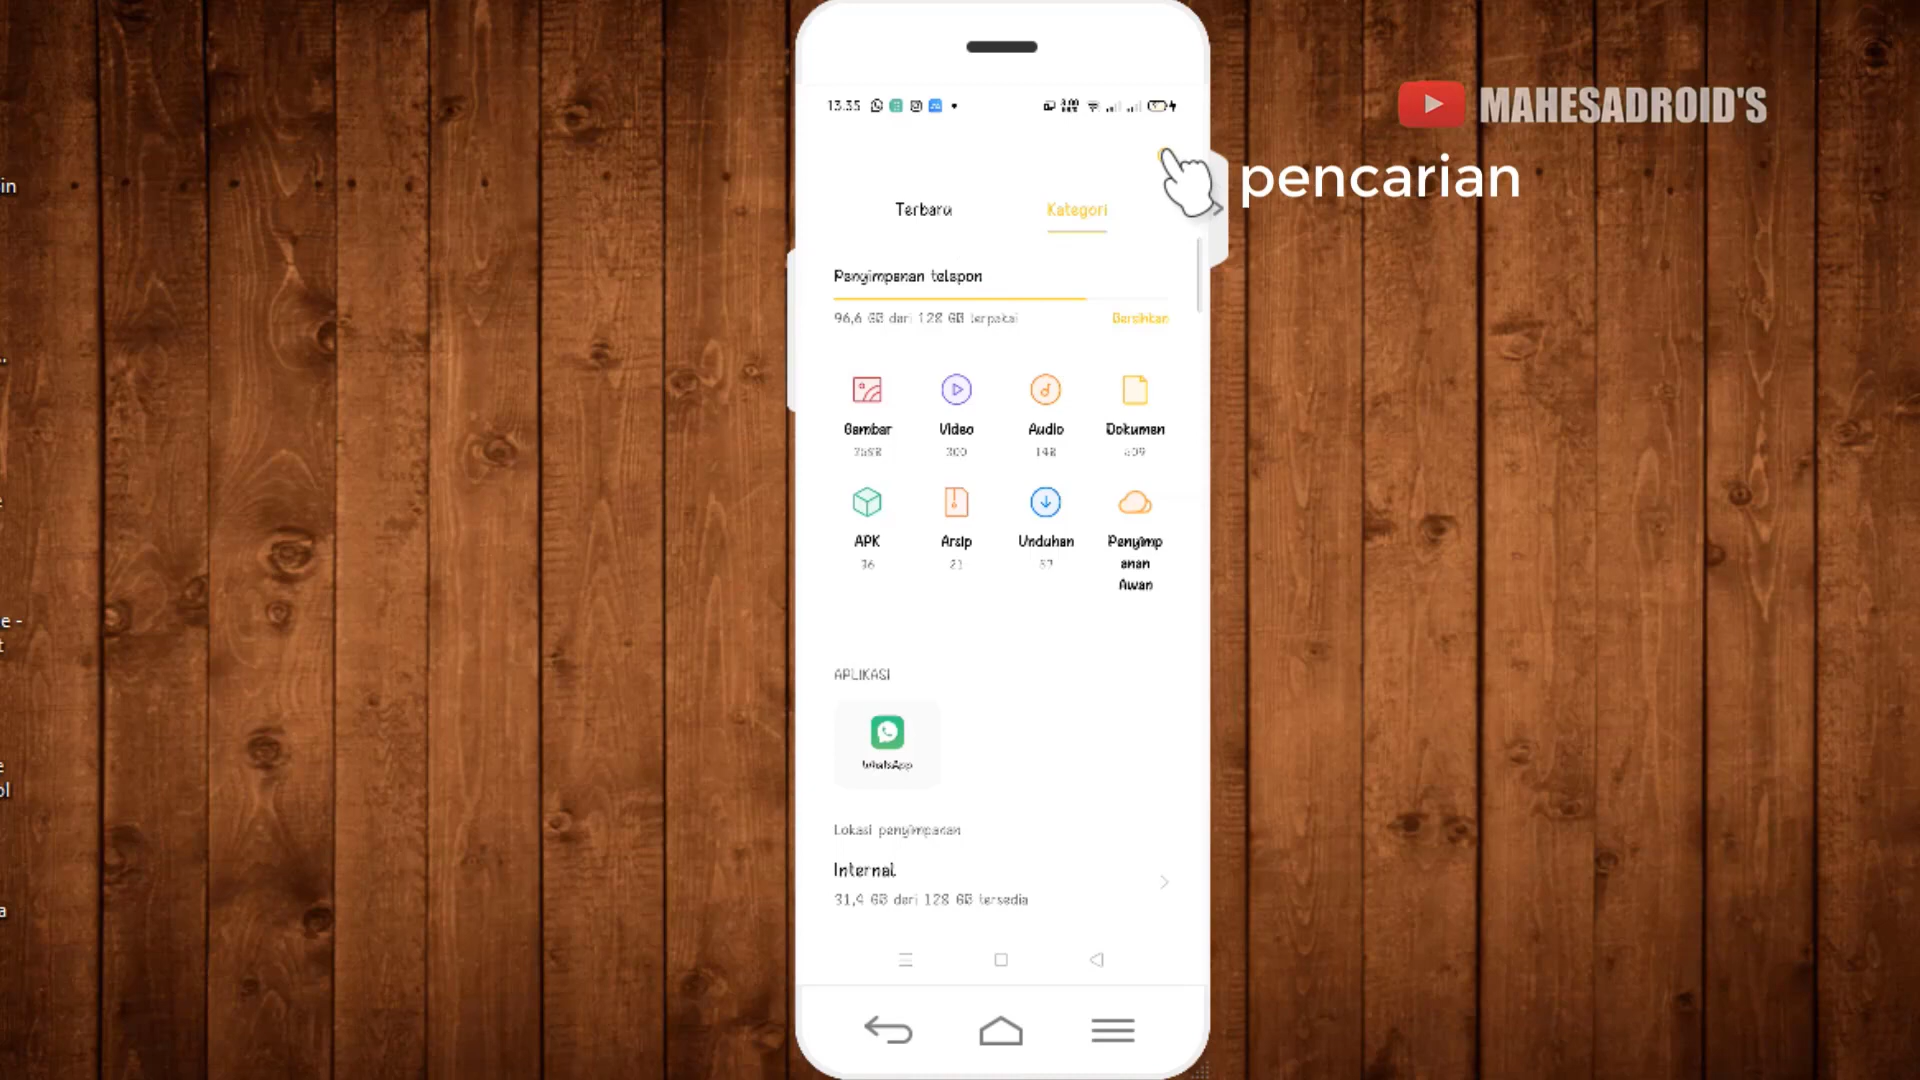 MAHESADROID'S
pencarian
13.35
Terbaru
Kategori
Penyimpanan telepon
96,6 GB dari 128 GB terpakai
Bersihkan
Gambar
Video
Audio
Dokumen
300
148
APK
Arsip
Unduhan
Penyimp
anan
Awan
21
APLIKASI
WhatsApp
Lokasi penyimpanan
Internal
31,4 GB dari 128 GB tersedia
in
e -